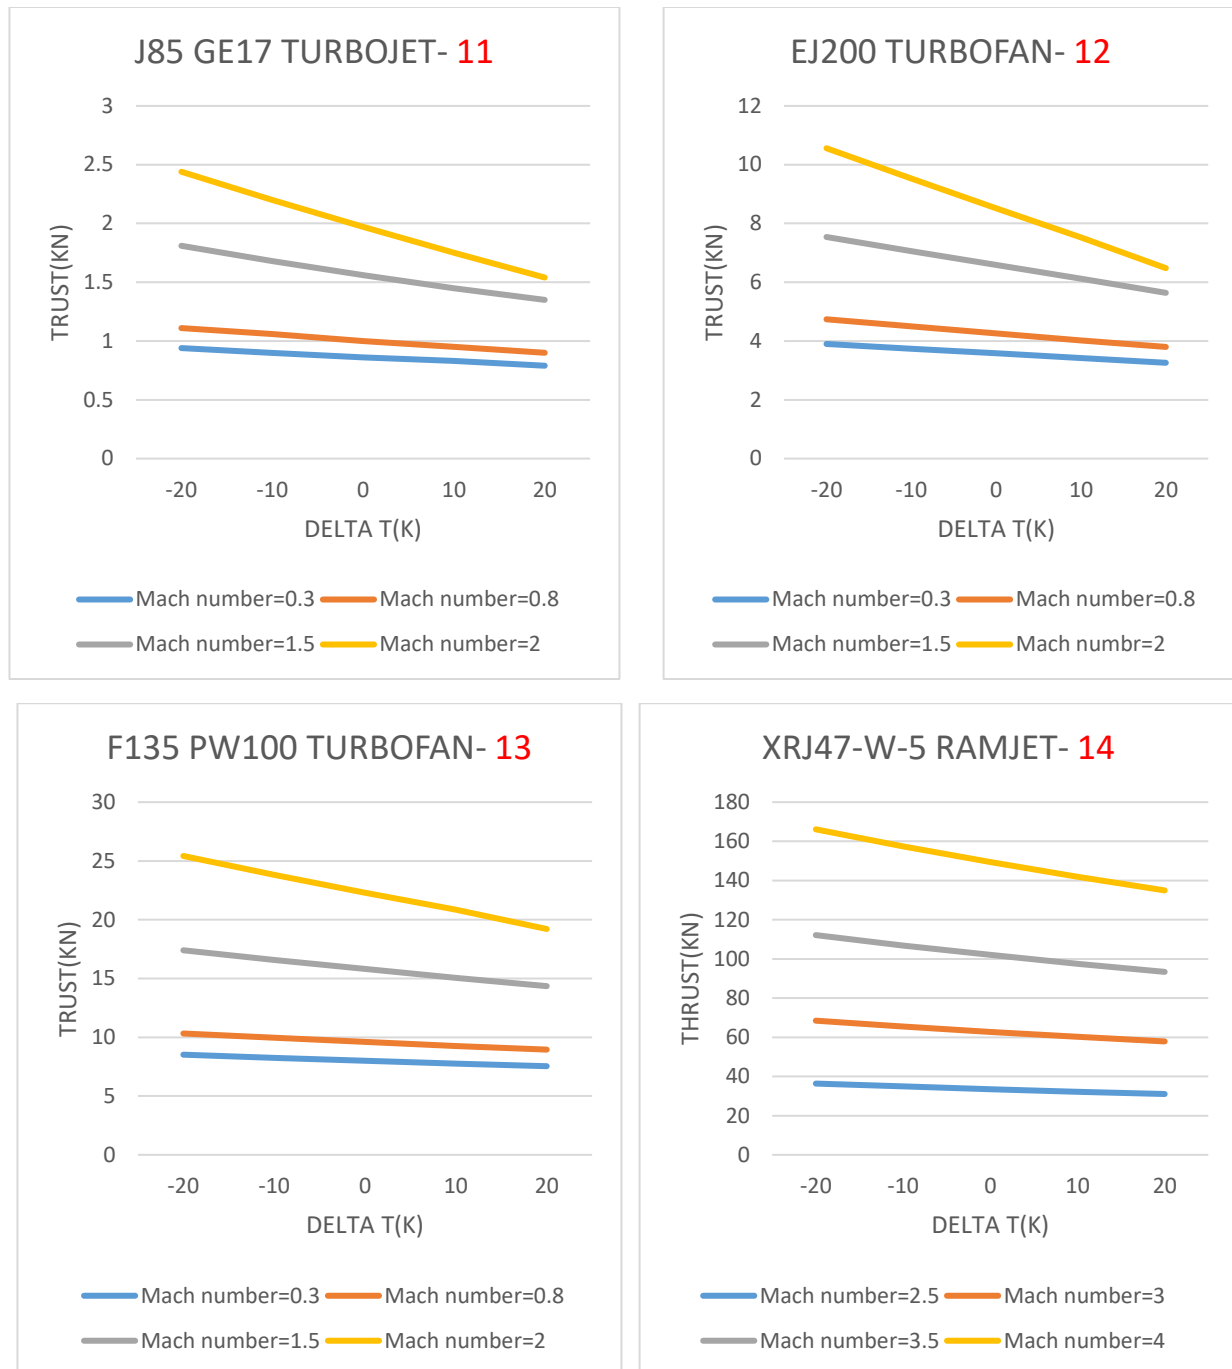 J85 GE17 TURBOJET- 11
3
2.5
2
1.5
1
0.5
0
TRUST(KN)
-20 -10 0 10 20
DELTA T(K)
Mach number=0.3 Mach number=0.8
Mach number=1.5 Mach number=2
EJ200 TURBOFAN- 12
12
10
8
6
4
2
0
TRUST(KN)
-20 -10 0 10 20
DELTA T(K)
Mach number=0.3 Mach number=0.8
Mach number=1.5 Mach numbr=2
F135 PW100 TURBOFAN- 13
30
25
20
15
10
5
0
TRUST(KN)
-20 -10 0 10 20
DELTA T(K)
Mach number=0.3 Mach number=0.8
Mach number=1.5 Mach number=2
XRJ47-W-5 RAMJET- 14
180
160
140
120
100
80
60
40
20
0
THRUST(KN)
-20 -10 0 10 20
DELTA T(K)
Mach number=2.5 Mach number=3
Mach number=3.5 Mach number=4